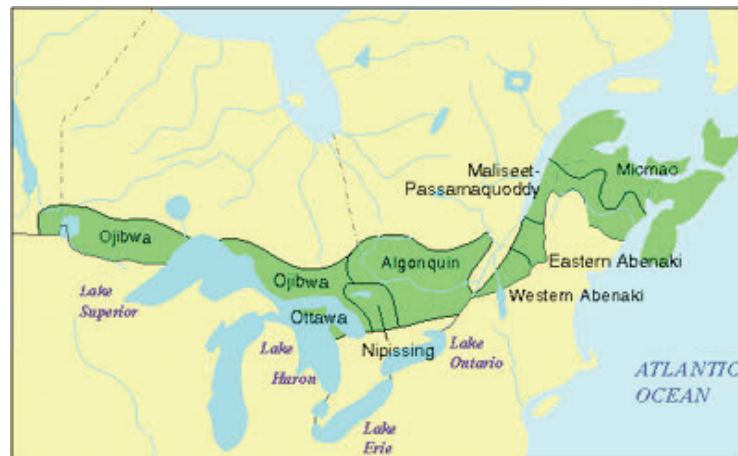 Maliseet-
Passamaquoddy
Micmac
Ojibwa
Ojibwa
Algonquin
Eastern Abenaki
Western Abenaki
Lake
Superior
Ottawa
Nipissing
Lake
Huron
Lake
Ontario
Lake
Erie
ATLANTIC
OCEAN